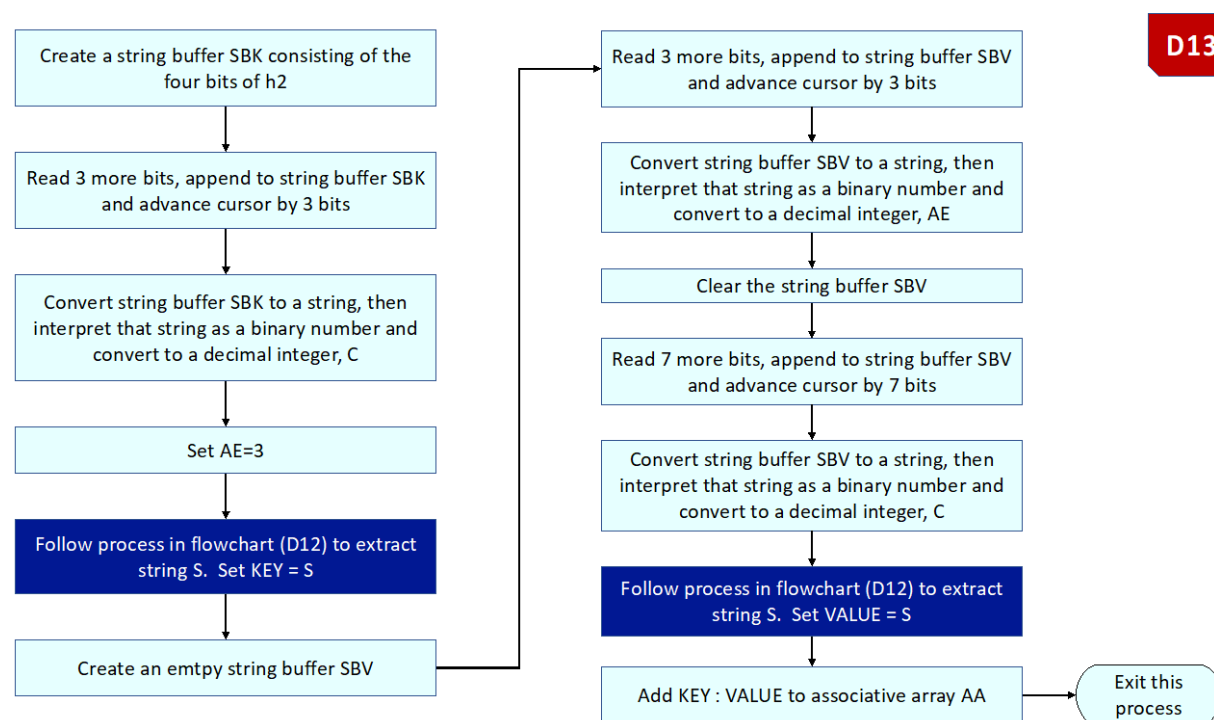 Create a string buffer SBK consisting of the
four bits of h2
Read 3 more bits, append to string buffer SBK
and advance cursor by 3 bits
Convert string buffer SBK to a string, then
interpret that string as a binary number and
convert to a decimal integer, C
Set AE=3
Follow process in flowchart (D12) to extract
string S.  Set KEY = S
Create an emtpy string buffer SBV
Read 3 more bits, append to string buffer SBV
and advance cursor by 3 bits
Convert string buffer SBV to a string, then
interpret that string as a binary number and
convert to a decimal integer, AE
Clear the string buffer SBV
Read 7 more bits, append to string buffer SBV
and advance cursor by 7 bits
Convert string buffer SBV to a string, then
interpret that string as a binary number and
convert to a decimal integer, C
Follow process in flowchart (D12) to extract
string S.  Set VALUE = S
Add KEY : VALUE to associative array AA
Exit this
process
D13